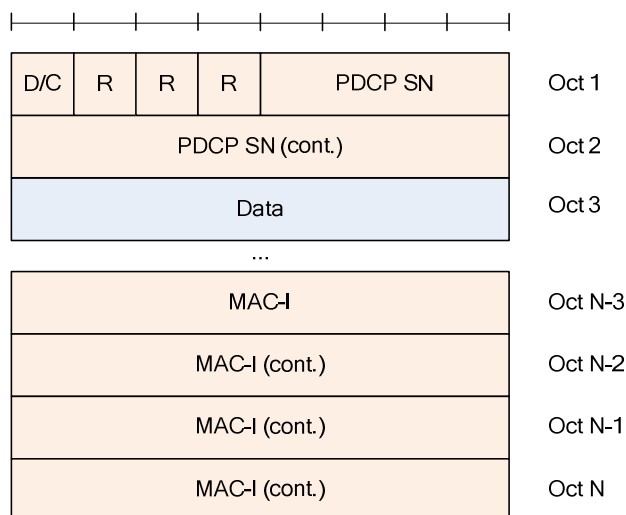 D/C R R R PDCP SN Oct 1
PDCP SN (cont.) Oct 2
Data Oct 3
...
MAC-I Oct N-3
MAC-I (cont.) Oct N-2
MAC-I (cont.) Oct N-1
MAC-I (cont.) Oct N